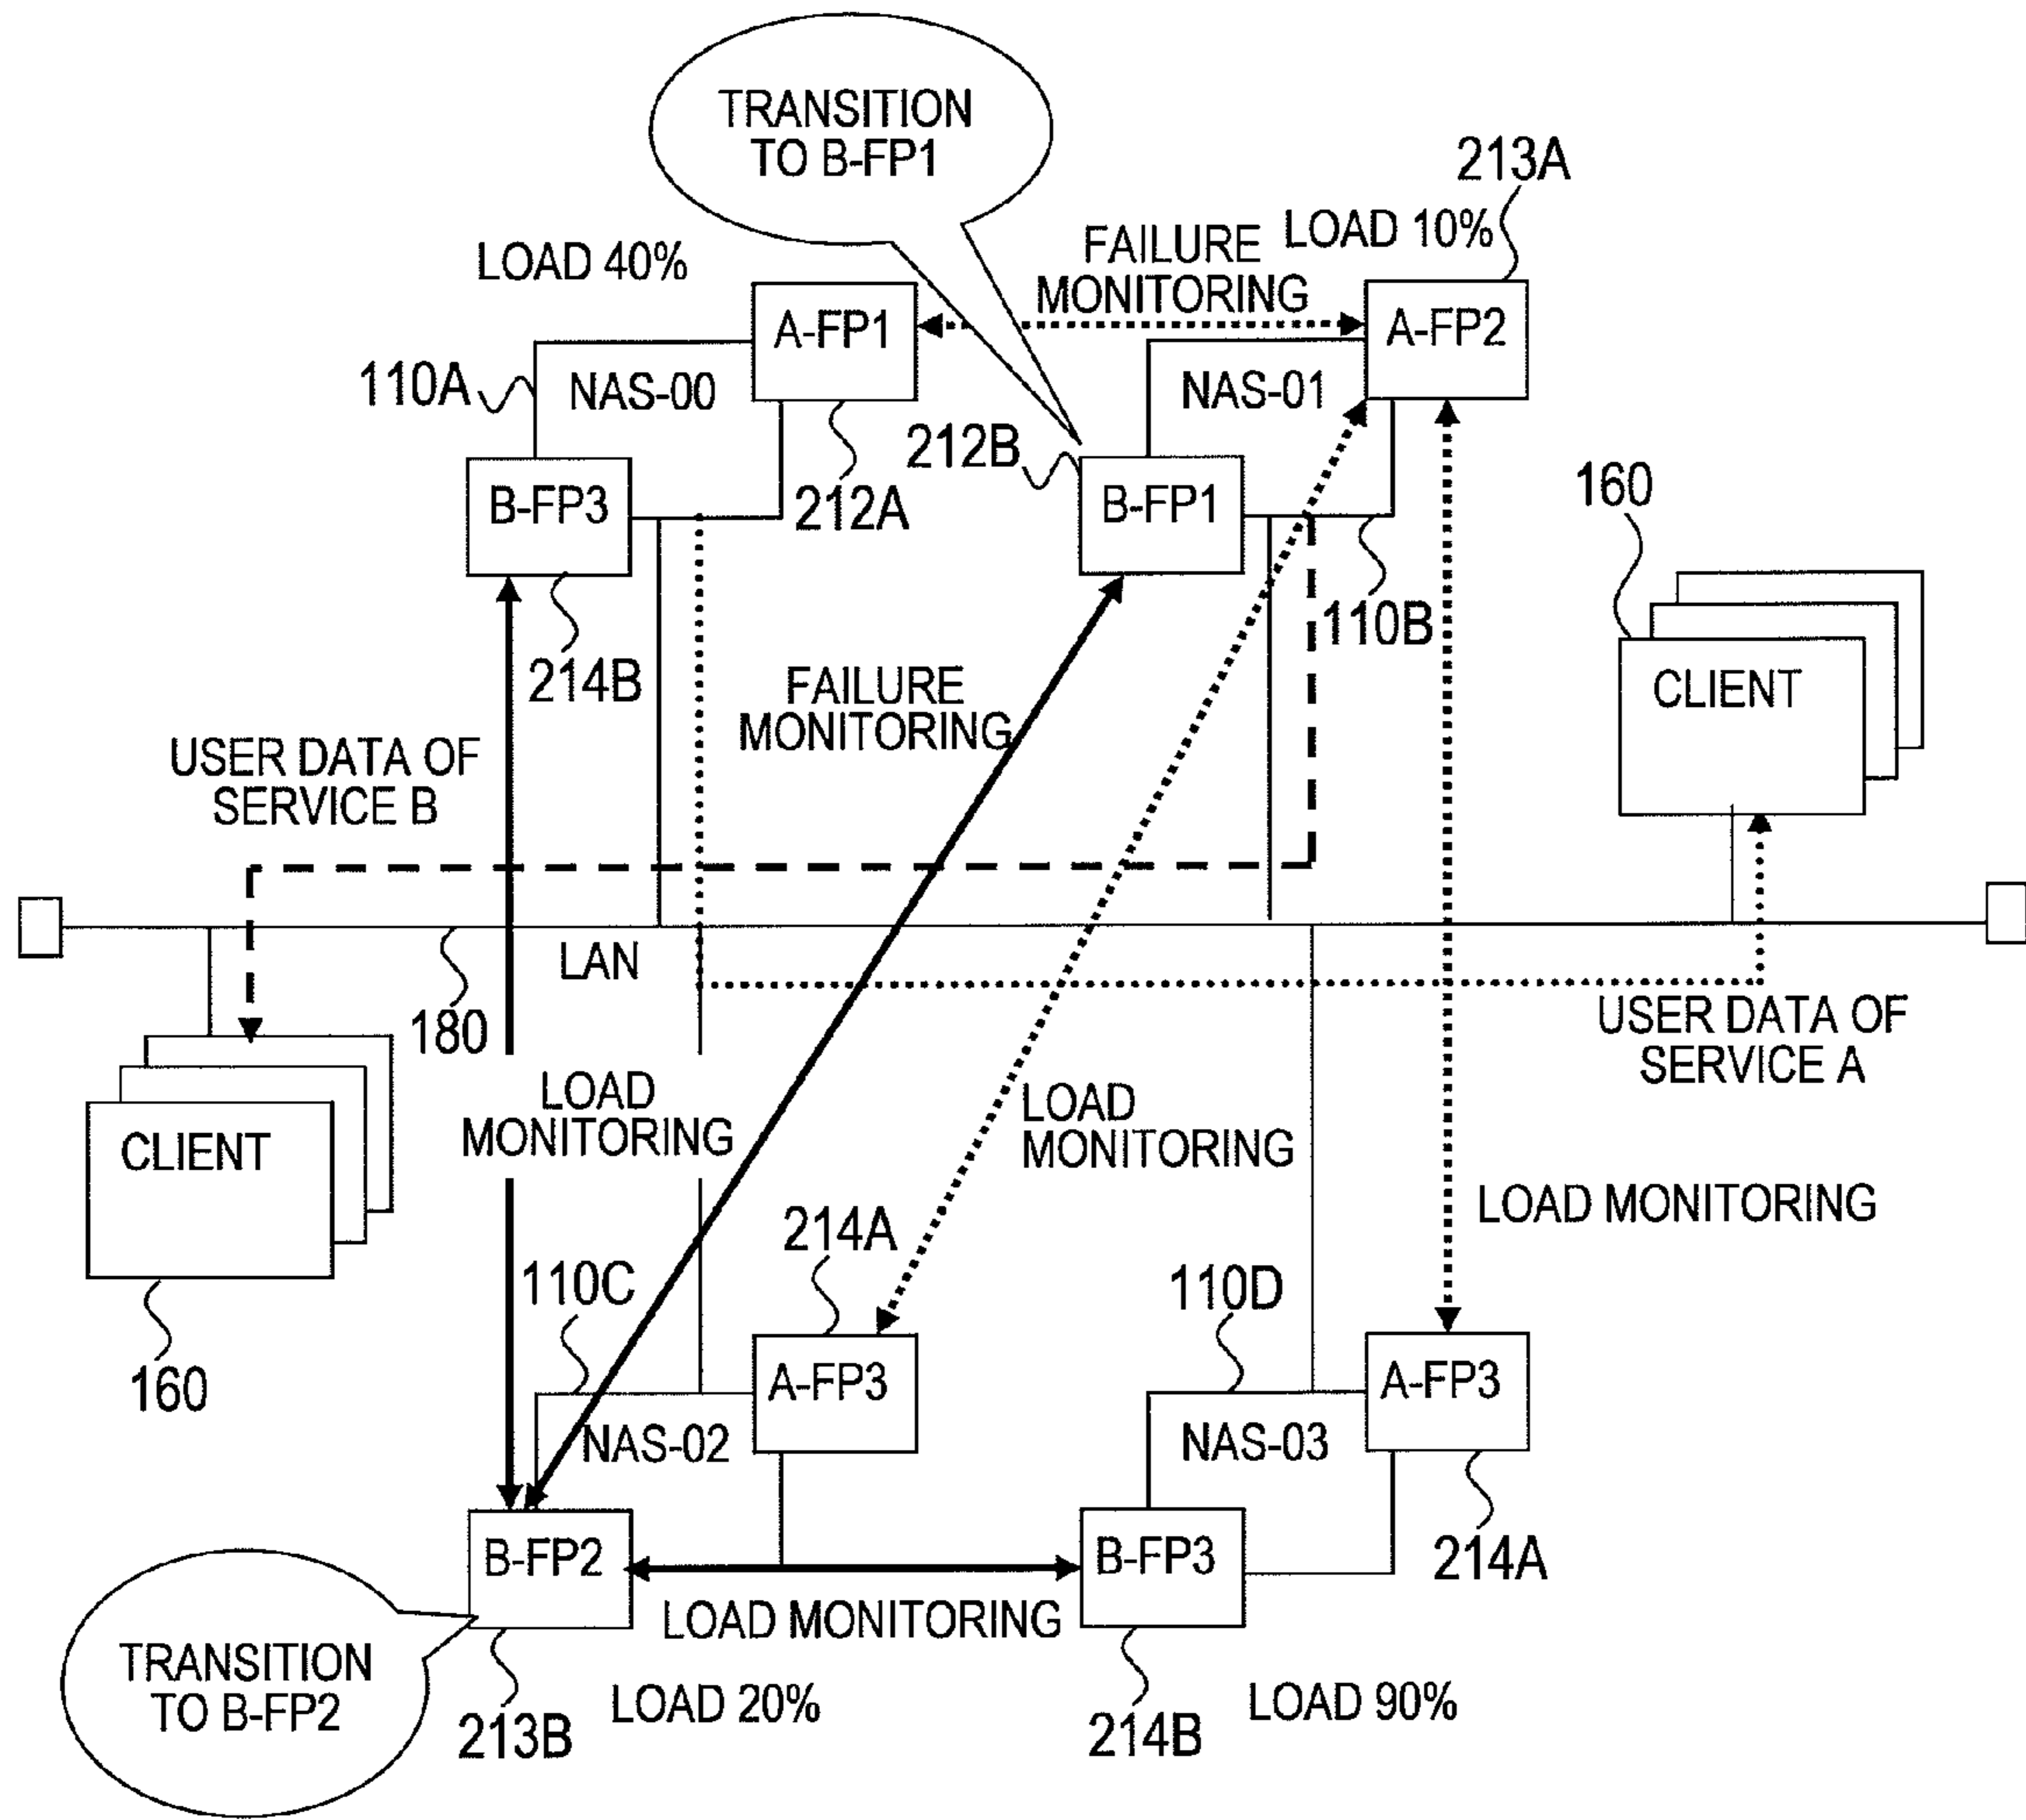 TRANSITION
TO B-FP1
213A
LOAD 40%
FAILURE
MONITORING
LOAD 10%
A-FP1
A-FP2
110A
NAS-00
NAS-01
212B
B-FP3
212A
B-FP1
160
110B
214B
FAILURE
MONITORING
CLIENT
USER DATA OF
SERVICE B
LAN
180
USER DATA OF
SERVICE A
LOAD
MONITORING
LOAD
MONITORING
CLIENT
LOAD MONITORING
214A
110C
110D
160
A-FP3
A-FP3
NAS-02
NAS-03
B-FP2
B-FP3
214A
LOAD MONITORING
TRANSITION
TO B-FP2
213B
LOAD 20%
214B
LOAD 90%